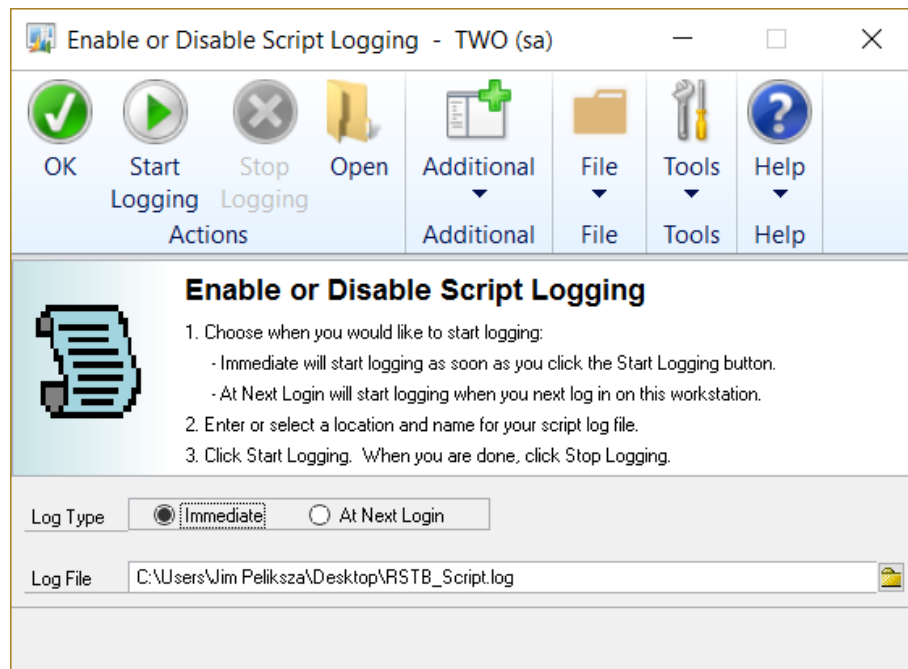 Enable or Disable Script Logging - TWO (sa)
OK
Start Logging
Stop Logging
Open
Additional
File
Tools
Help
Actions
Additional
File
Tools
Help
Enable or Disable Script Logging
1. Choose when you would like to start logging:
- Immediate will start logging as soon as you click the Start Logging button.
- At Next Login will start logging when you next log in on this workstation.
2. Enter or select a location and name for your script log file.
3. Click Start Logging. When you are done, click Stop Logging.
Log Type Immediate At Next Login
Log File C:\Users\Jim Peliksza\Desktop\RSTB_Script.log